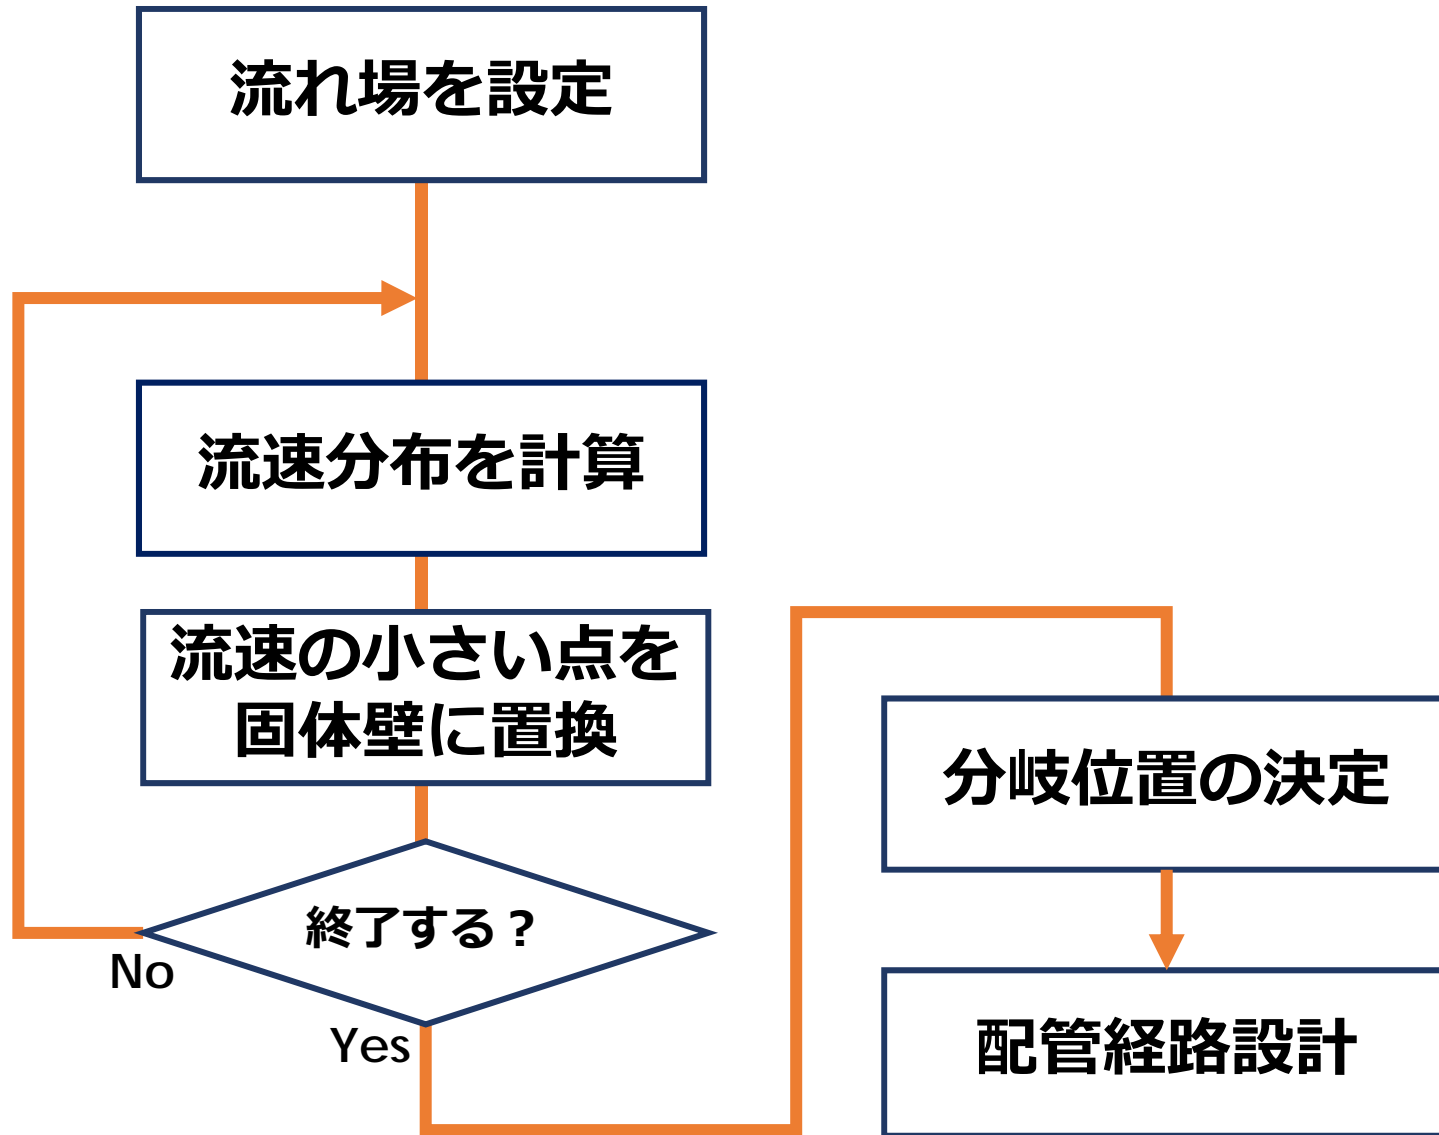 流れ場を設定
流速分布を計算
流速の小さい点を
固体壁に置換
終了する？
No
Yes
分岐位置の決定
配管経路設計